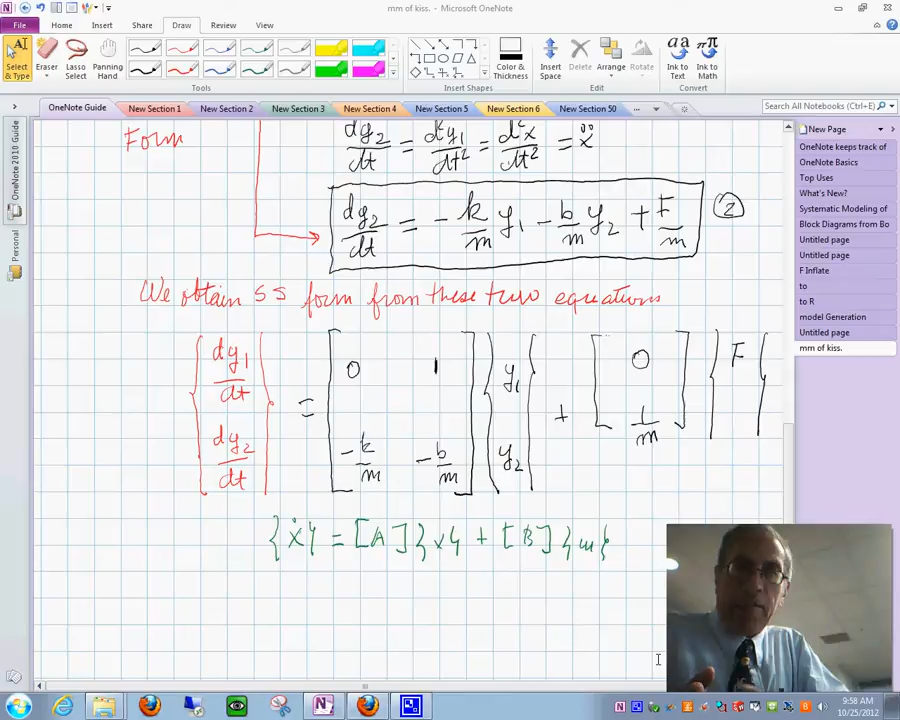 mm of kiss. - Microsoft OneNote
File Home Insert Share Draw Review View
Select & Type Eraser Lasso Select Panning Hand Color & Thickness Insert Space Delete Arrange Rotate Ink to Text Ink to Math
Tools Insert Shapes Edit Convert
OneNote Guide New Section 1 New Section 2 New Section 3 New Section 4 New Section 5 New Section 6 New Section 50 ... Search All Notebooks (Ctrl+E)
New Page
OneNote keeps track of
OneNote Basics
Top Uses
What's New?
Systematic Modeling of
Block Diagrams from Bo
Untitled page
Untitled page
F Inflate
to
to R
model Generation
Untitled page
mm of kiss.
OneNote 2010 Guide
Personal
Form
dy2/dt = d²y1/dt² = d²x/dt² = ẍ
dy2/dt = -k/m y1 - b/m y2 + F/m ②
We obtain SS form from these two equations
{dy1/dt dy2/dt} = [0 1 -k/m -b/m] {y1 y2} + [0 1/m] {F}
{ẋ} = [A]{x} + [B]{u}
9:58 AM
10/25/2012